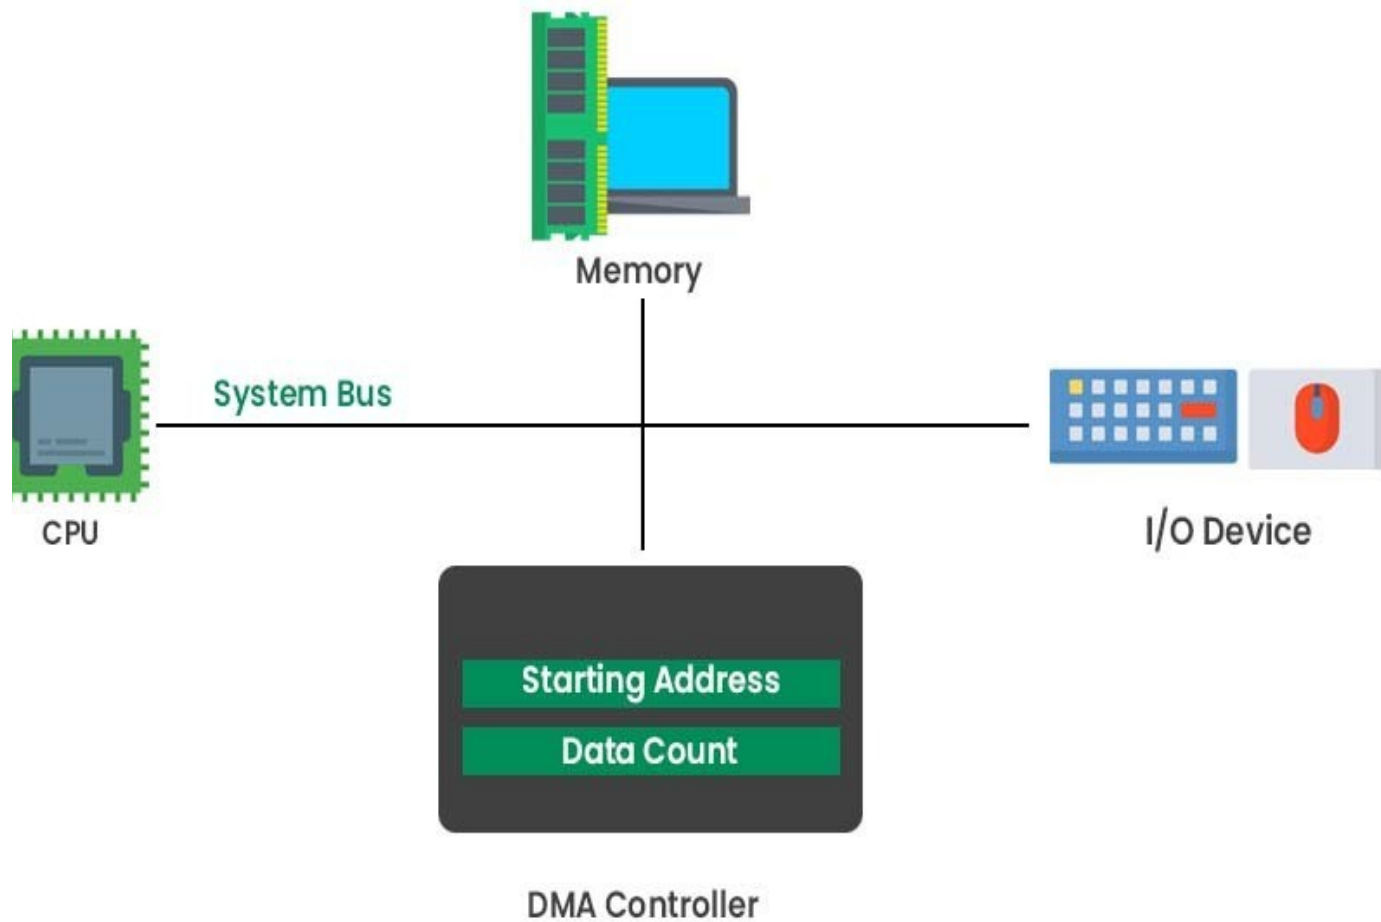 Memory
System Bus
CPU
I/O Device
Starting Address
Data Count
DMA Controller